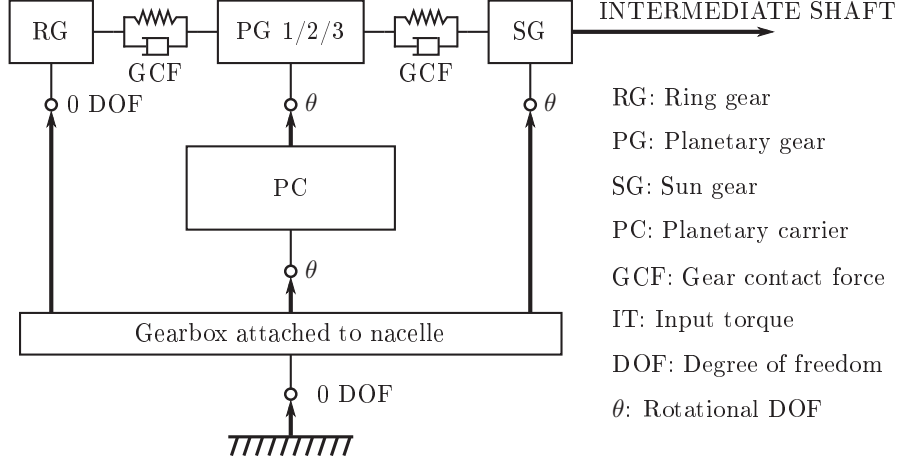 INTERMEDIATE SHAFT
RG
PG 1/2/3
SG
GCF
GCF
0 DOF
θ
θ
PC
θ
Gearbox attached to nacelle
0 DOF
RG: Ring gear
PG: Planetary gear
SG: Sun gear
PC: Planetary carrier
GCF: Gear contact force
IT: Input torque
DOF: Degree of freedom
θ: Rotational DOF